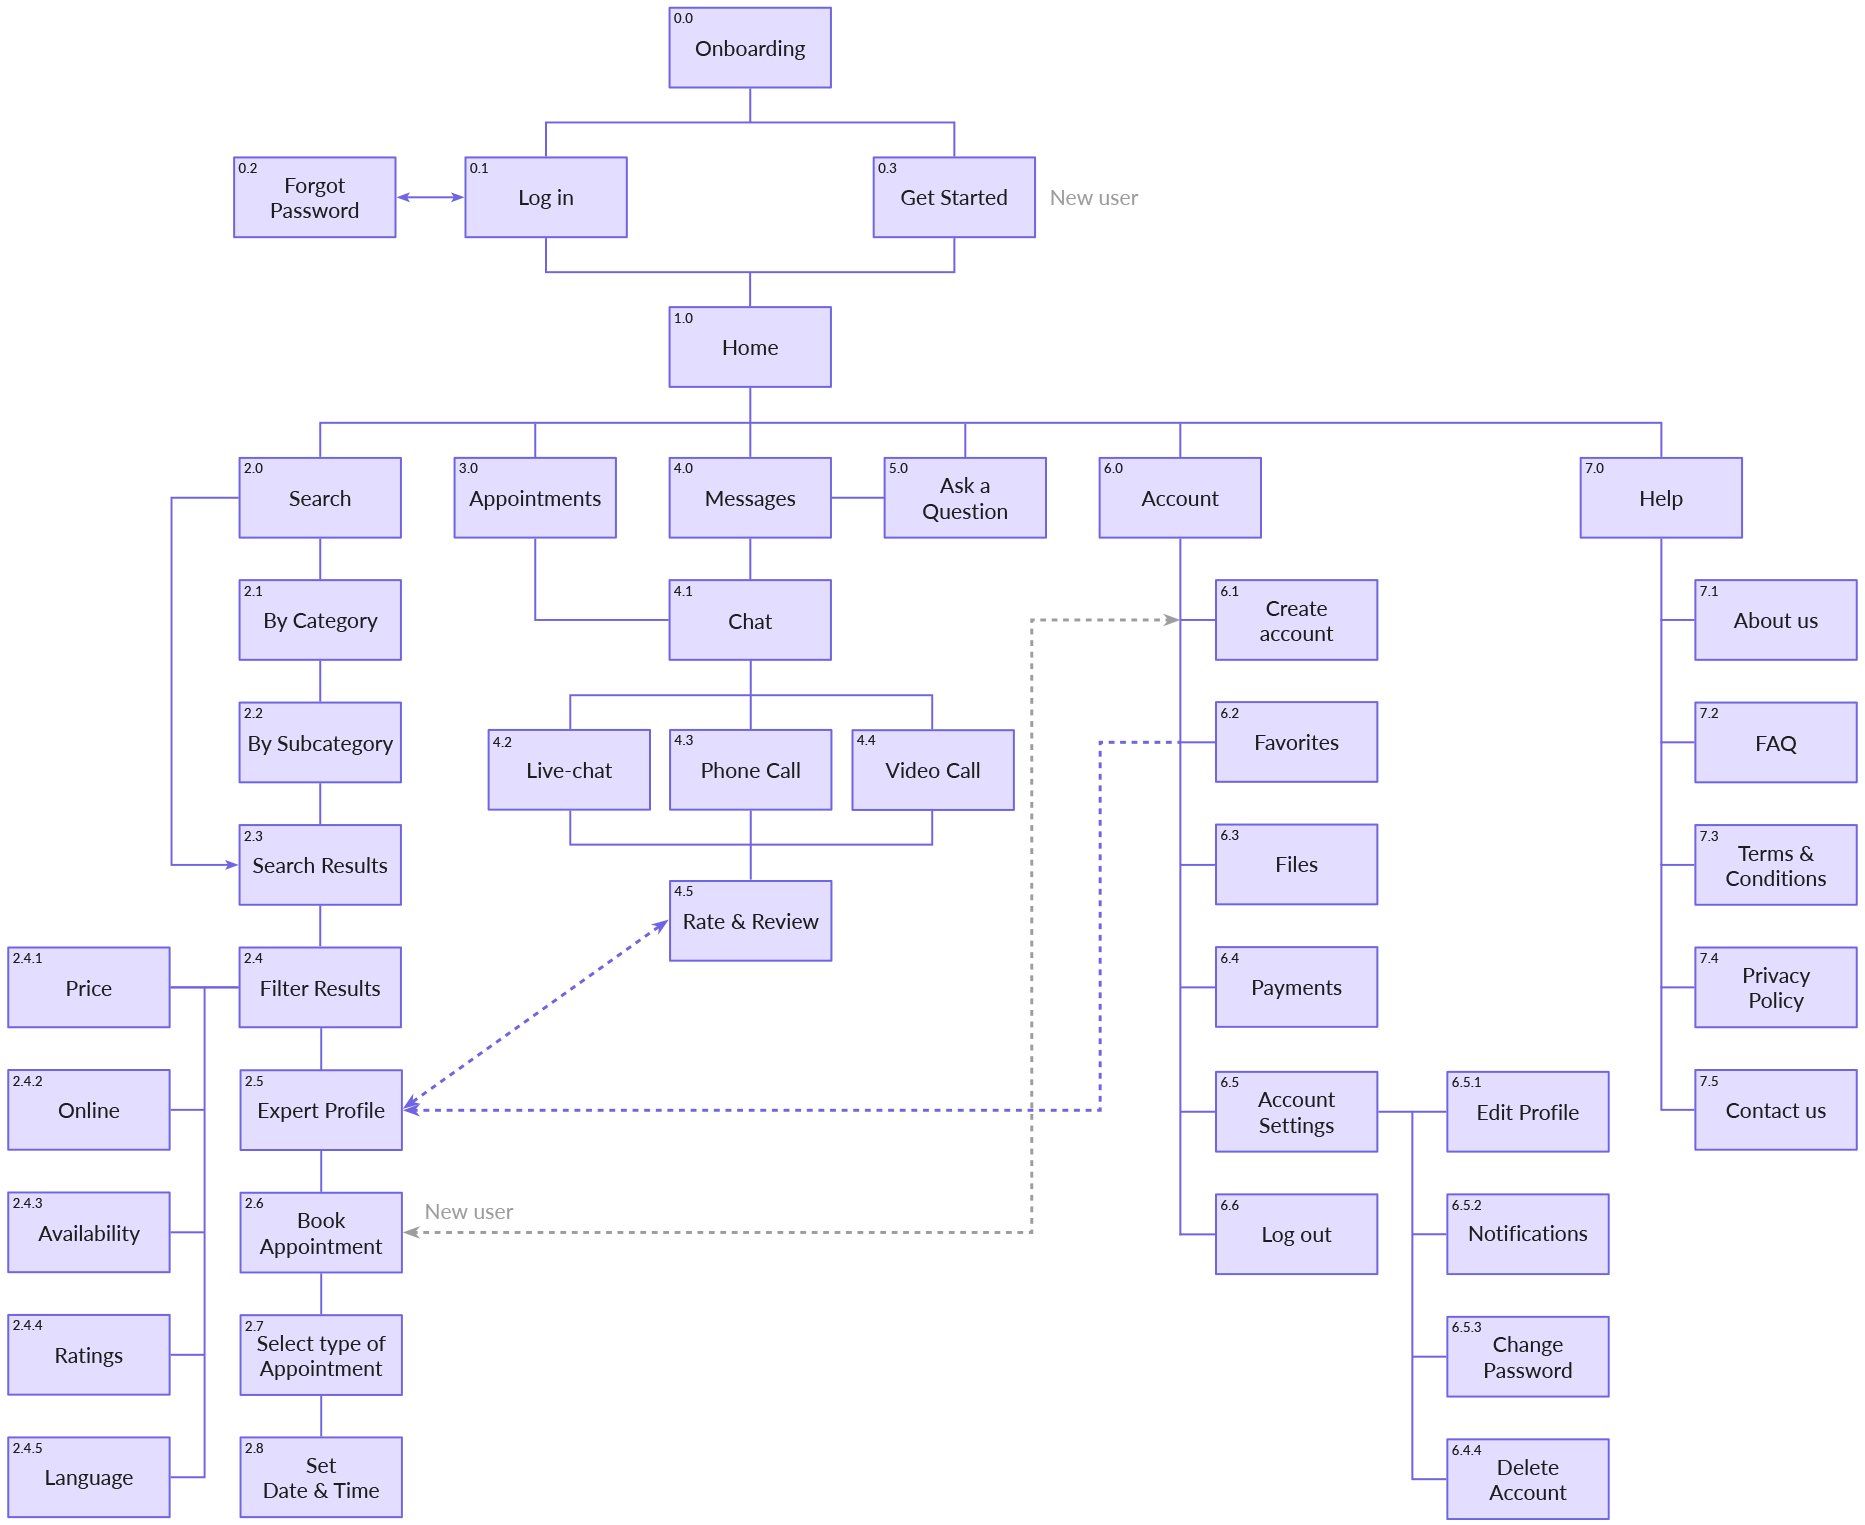 0.0
Onboarding
0.2
Forgot
Password
0.1
Log in
0.3
Get Started
New user
1.0
Home
2.0
Search
3.0
Appointments
4.0
Messages
5.0
Ask a
Question
6.0
Account
7.0
Help
2.1
By Category
4.1
Chat
6.1
Create
account
7.1
About us
2.2
By Subcategory
4.2
Live-chat
4.3
Phone Call
4.4
Video Call
6.2
Favorites
7.2
FAQ
2.3
Search Results
4.5
Rate & Review
6.3
Files
7.3
Terms &
Conditions
2.4.1
Price
2.4
Filter Results
6.4
Payments
7.4
Privacy
Policy
2.4.2
Online
2.5
Expert Profile
6.5
Account
Settings
6.5.1
Edit Profile
7.5
Contact us
2.4.3
Availability
2.6
Book
Appointment
New user
6.6
Log out
6.5.2
Notifications
2.4.4
Ratings
2.7
Select type of
Appointment
6.5.3
Change
Password
2.4.5
Language
2.8
Set
Date & Time
6.4.4
Delete
Account